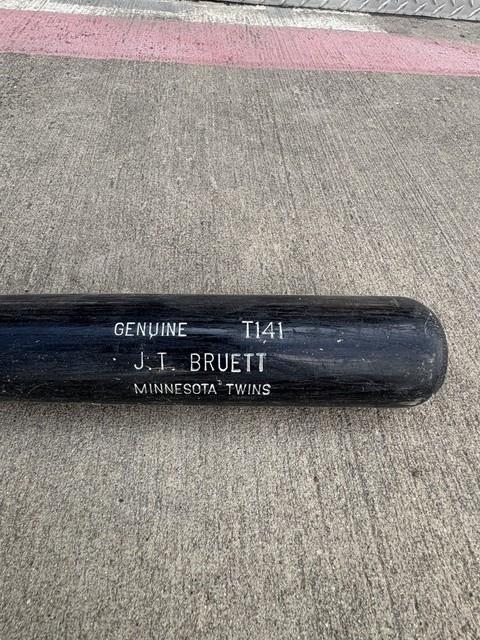 GENUINE T141
J.T. BRUETT
MINNESOTA TWINS